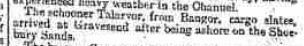 experienced heavy weather in the Channel.
The schooner Talarvor, from Bangor, cargo slates,
arrived at Gravesend after being ashore on the Shoe-
bury Sands.